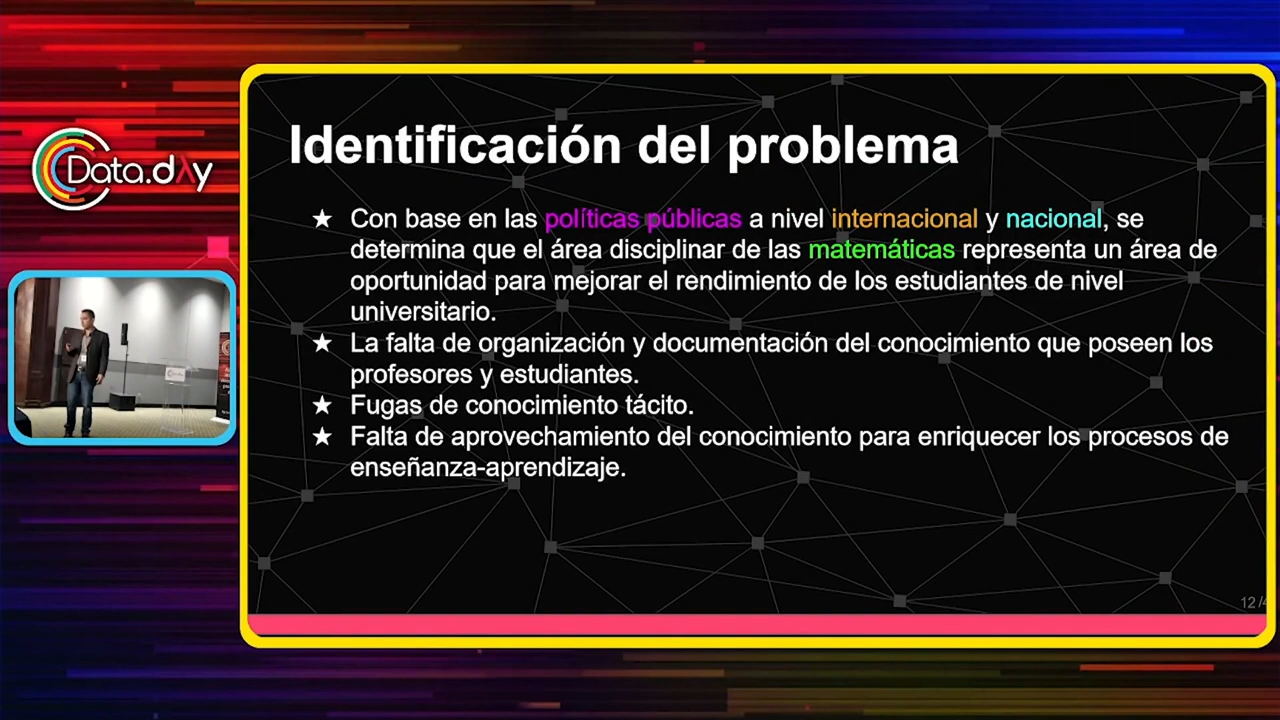 Data.dAy
Identificación del problema
★ Con base en las políticas públicas a nivel internacional y nacional, se
determina que el área disciplinar de las matemáticas representa un área de
oportunidad para mejorar el rendimiento de los estudiantes de nivel
universitario.
★ La falta de organización y documentación del conocimiento que poseen los
profesores y estudiantes.
★ Fugas de conocimiento tácito.
★ Falta de aprovechamiento del conocimiento para enriquecer los procesos de
enseñanza-aprendizaje.
12